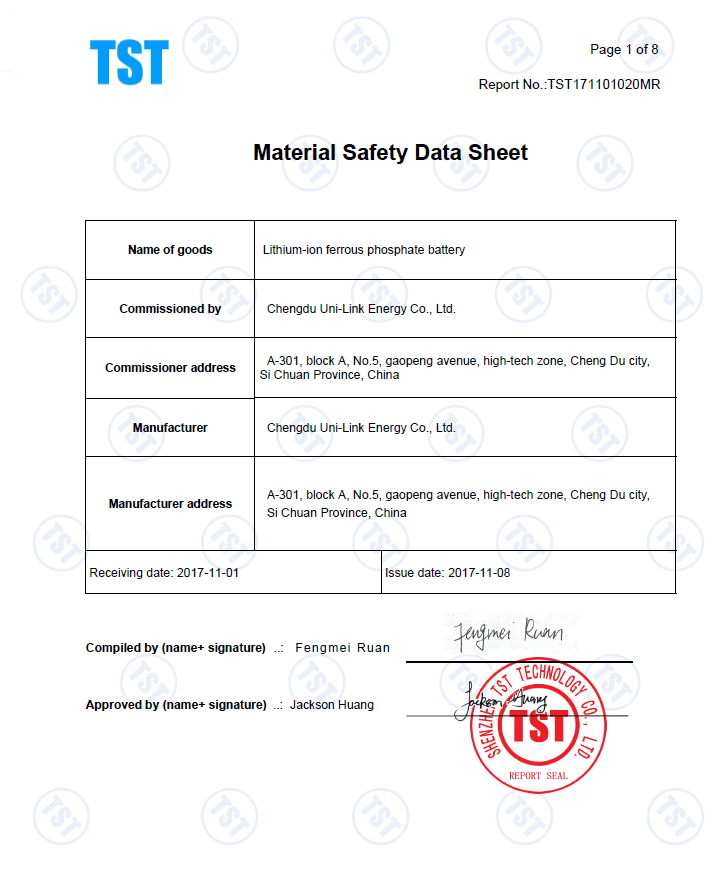 TST
Page 1 of 8
Report No.:TST171101020MR
Material Safety Data Sheet
Name of goods
Lithium-ion ferrous phosphate battery
Commissioned by
Chengdu Uni-Link Energy Co., Ltd.
Commissioner address
A-301, block A, No.5, gaopeng avenue, high-tech zone, Cheng Du city,
Si Chuan Province, China
Manufacturer
Chengdu Uni-Link Energy Co., Ltd.
Manufacturer address
A-301, block A, No.5, gaopeng avenue, high-tech zone, Cheng Du city,
Si Chuan Province, China
Receiving date: 2017-11-01
Issue date: 2017-11-08
Compiled by (name+ signature) ..: Fengmei Ruan
Fengmei Ruan
Approved by (name+ signature) ..: Jackson Huang
Jackson Huang
SHENZHEN TST TECHNOLOGY CO., LTD.
TST
REPORT SEAL